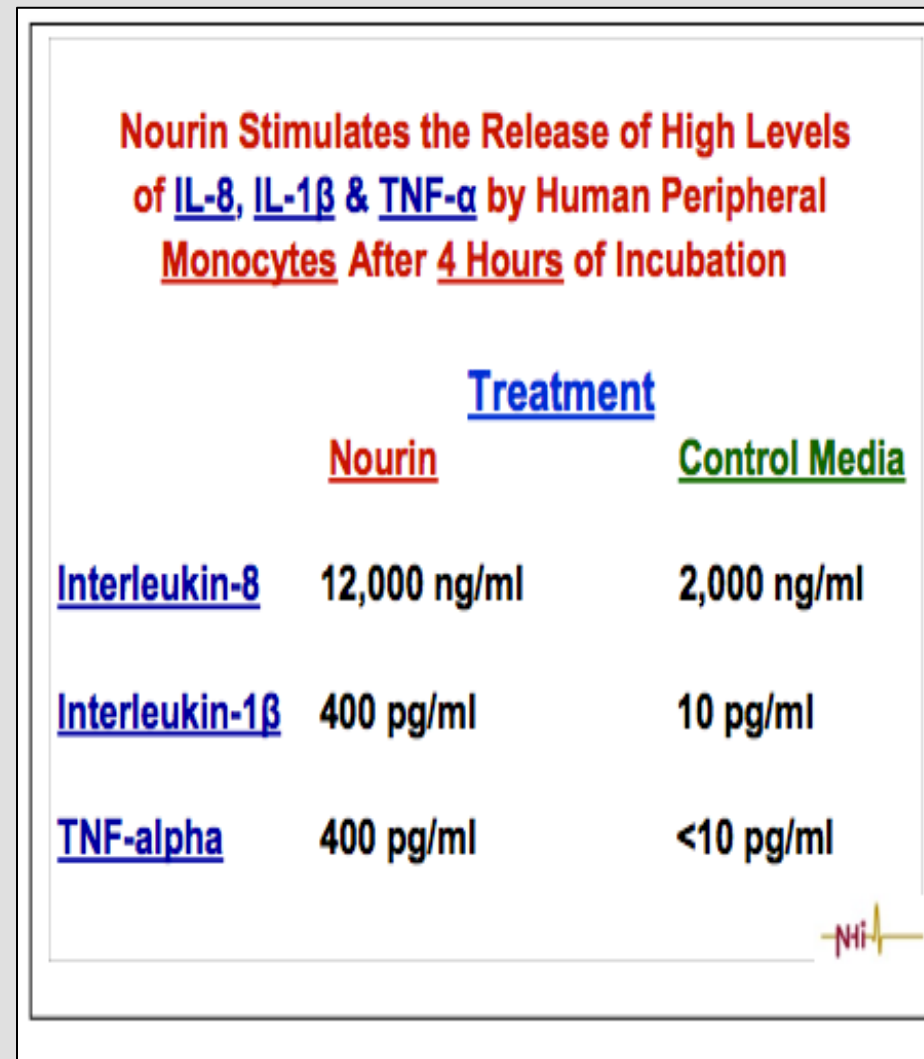 Nourin Stimulates the Release of High Levels
of IL-8, IL-1β & TNF-α by Human Peripheral
Monocytes After 4 Hours of Incubation
Treatment
Nourin Control Media
Interleukin-8 12,000 ng/ml 2,000 ng/ml
Interleukin-1β 400 pg/ml 10 pg/ml
TNF-alpha 400 pg/ml <10 pg/ml
NHi